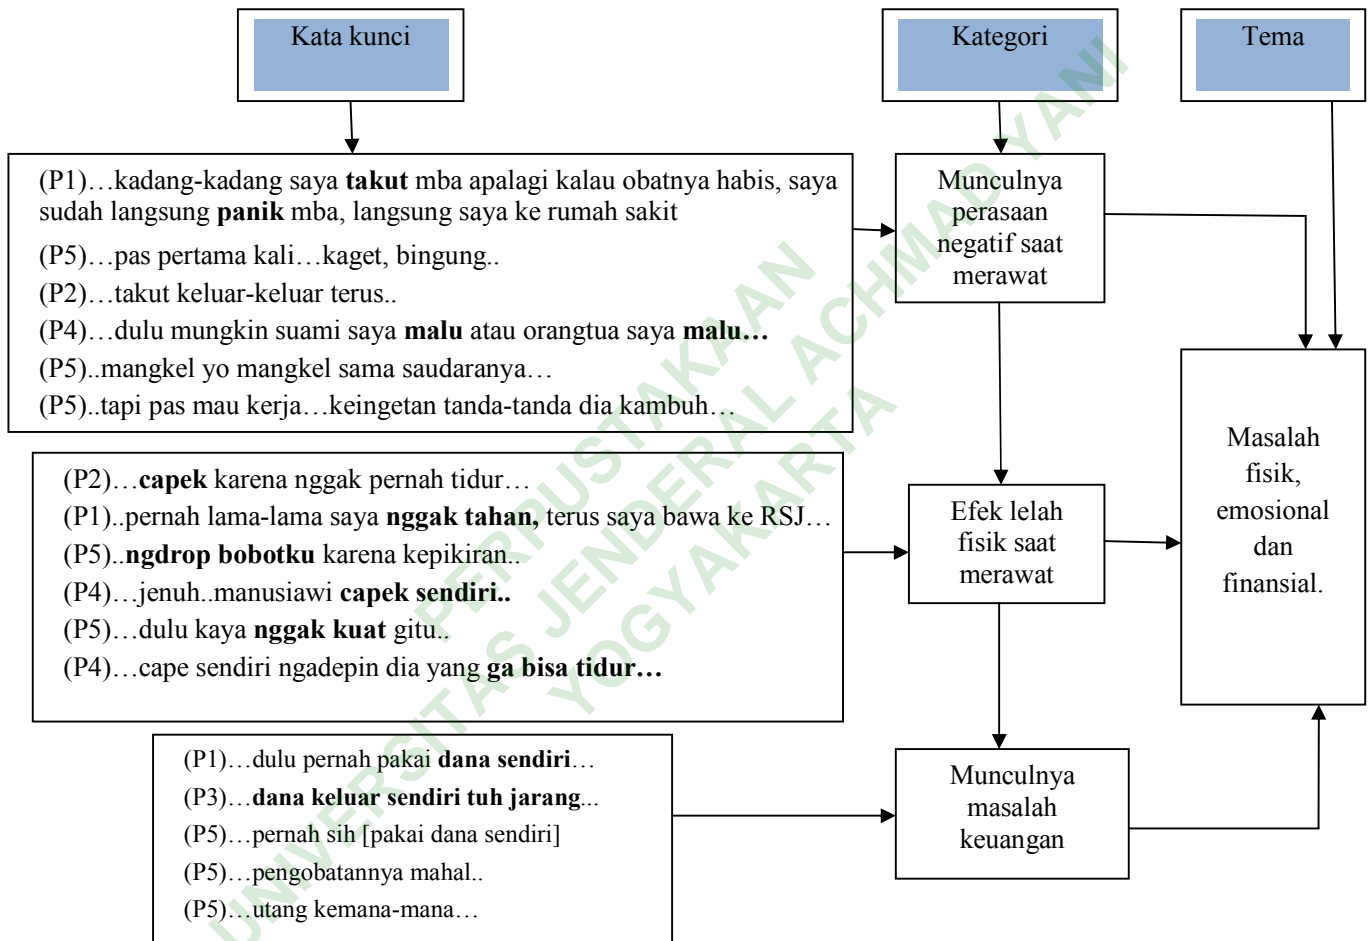 Kata kunci
Kategori
Tema
(P1)…kadang-kadang saya takut mba apalagi kalau obatnya habis, saya
sudah langsung panik mba, langsung saya ke rumah sakit
(P5)…pas pertama kali…kaget, bingung..
(P2)…takut keluar-keluar terus..
(P4)…dulu mungkin suami saya malu atau orangtua saya malu…
(P5)..mangkel yo mangkel sama saudaranya…
(P5)..tapi pas mau kerja…keingetan tanda-tanda dia kambuh…
Munculnya
perasaan
negatif saat
merawat
(P2)…capek karena nggak pernah tidur…
(P1)..pernah lama-lama saya nggak tahan, terus saya bawa ke RSJ…
(P5)..ngdrop bobotku karena kepikiran..
(P4)…jenuh..manusiawi capek sendiri..
(P5)…dulu kaya nggak kuat gitu..
(P4)…cape sendiri ngadepin dia yang ga bisa tidur…
Efek lelah
fisik saat
merawat
Masalah
fisik,
emosional
dan
finansial.
(P1)…dulu pernah pakai dana sendiri…
(P3)…dana keluar sendiri tuh jarang...
(P5)…pernah sih [pakai dana sendiri]
(P5)…pengobatannya mahal..
(P5)…utang kemana-mana…
Munculnya
masalah
keuangan
PERPUSTAKAAN
UNIVERSITAS JENDERAL ACHMAD YANI
YOGYAKARTA